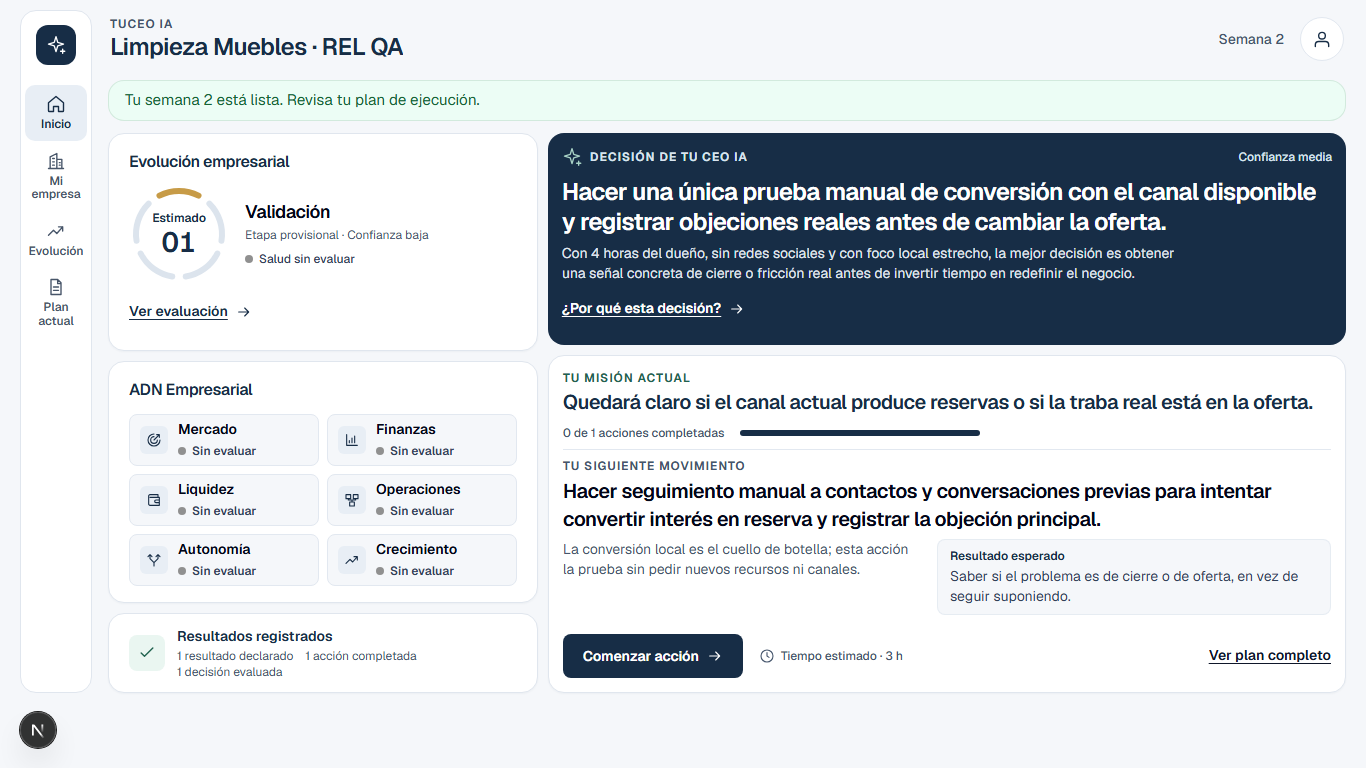 TUCEO IA
Limpieza Muebles · REL QA
Semana 2
Inicio
Mi
empresa
Evolución
Plan
actual
Tu semana 2 está lista. Revisa tu plan de ejecución.
Evolución empresarial
Estimado
01
Validación
Etapa provisional · Confianza baja
Salud sin evaluar
Ver evaluación →
ADN Empresarial
Mercado
Sin evaluar
Finanzas
Sin evaluar
Liquidez
Sin evaluar
Operaciones
Sin evaluar
Autonomía
Sin evaluar
Crecimiento
Sin evaluar
Resultados registrados
1 resultado declarado 1 acción completada
1 decisión evaluada
DECISIÓN DE TU CEO IA
Confianza media
Hacer una única prueba manual de conversión con el canal disponible
y registrar objeciones reales antes de cambiar la oferta.
Con 4 horas del dueño, sin redes sociales y con foco local estrecho, la mejor decisión es obtener
una señal concreta de cierre o fricción real antes de invertir tiempo en redefinir el negocio.
¿Por qué esta decisión? →
TU MISIÓN ACTUAL
Quedará claro si el canal actual produce reservas o si la traba real está en la oferta.
0 de 1 acciones completadas
TU SIGUIENTE MOVIMIENTO
Hacer seguimiento manual a contactos y conversaciones previas para intentar
convertir interés en reserva y registrar la objeción principal.
La conversión local es el cuello de botella; esta acción
la prueba sin pedir nuevos recursos ni canales.
Resultado esperado
Saber si el problema es de cierre o de oferta, en vez de
seguir suponiendo.
Comenzar acción →
Tiempo estimado · 3 h
Ver plan completo
N